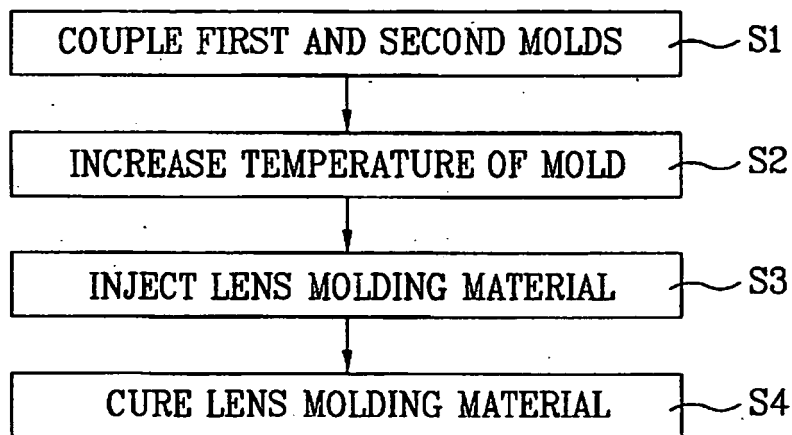 COUPLE FIRST AND SECOND MOLDS S1
INCREASE TEMPERATURE OF MOLD S2
INJECT LENS MOLDING MATERIAL S3
CURE LENS MOLDING MATERIAL S4